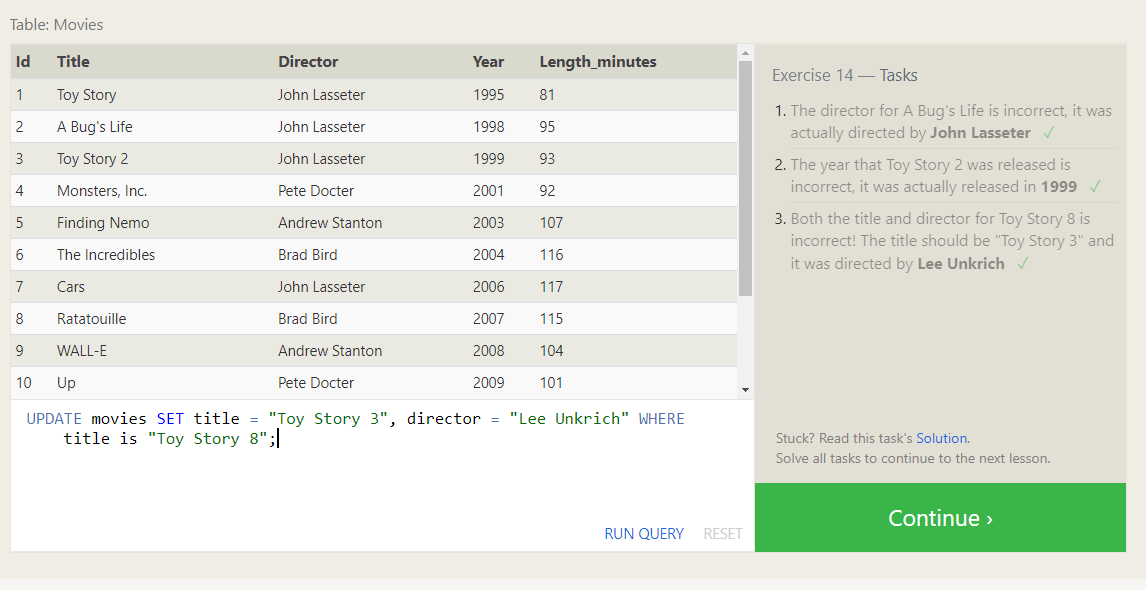 Table: Movies
Id Title Director Year Length_minutes
1 Toy Story John Lasseter 1995 81
2 A Bug's Life John Lasseter 1998 95
3 Toy Story 2 John Lasseter 1999 93
4 Monsters, Inc. Pete Docter 2001 92
5 Finding Nemo Andrew Stanton 2003 107
6 The Incredibles Brad Bird 2004 116
7 Cars John Lasseter 2006 117
8 Ratatouille Brad Bird 2007 115
9 WALL-E Andrew Stanton 2008 104
10 Up Pete Docter 2009 101
UPDATE movies SET title = "Toy Story 3", director = "Lee Unkrich" WHERE
title is "Toy Story 8";
RUN QUERY RESET
Exercise 14 — Tasks
1. The director for A Bug's Life is incorrect, it was
actually directed by John Lasseter ✓
2. The year that Toy Story 2 was released is
incorrect, it was actually released in 1999 ✓
3. Both the title and director for Toy Story 8 is
incorrect! The title should be "Toy Story 3" and
it was directed by Lee Unkrich ✓
Stuck? Read this task's Solution.
Solve all tasks to continue to the next lesson.
Continue ›